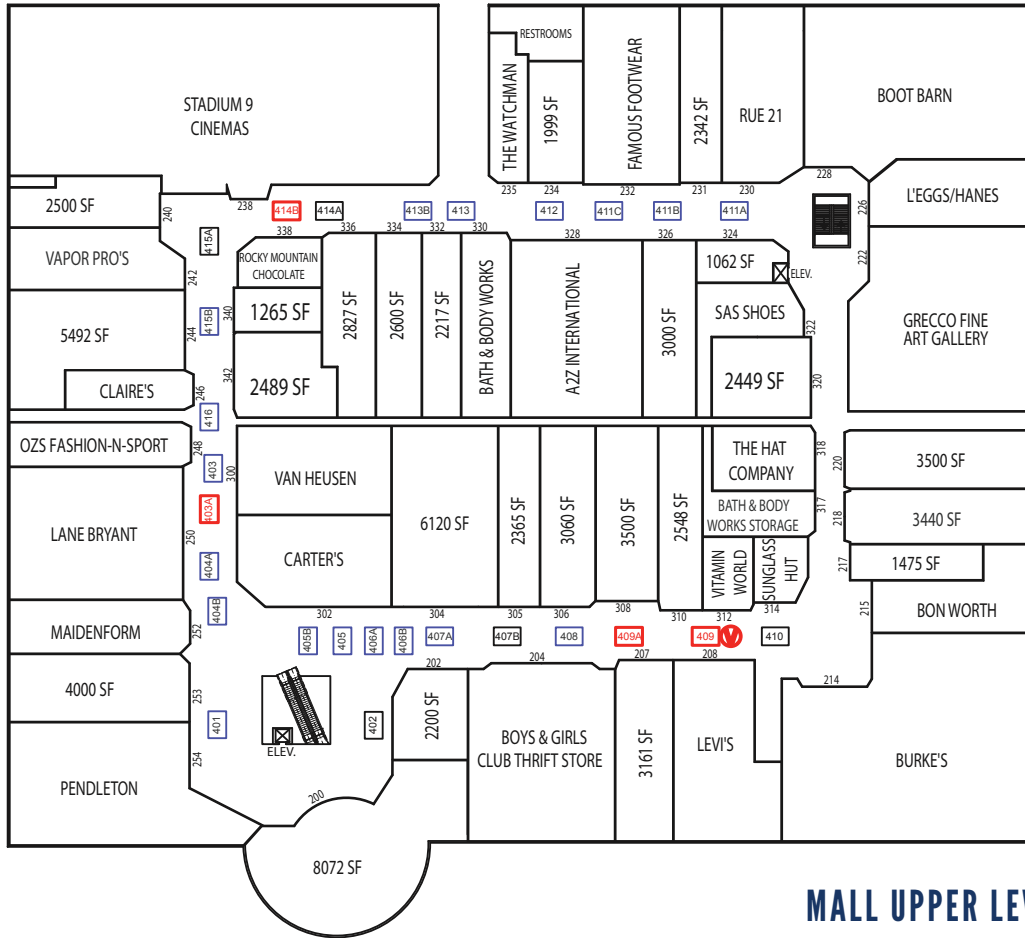 STADIUM 9
CINEMAS
RESTROOMS
THE WATCHMAN
1999 SF
FAMOUS FOOTWEAR
2342 SF
RUE 21
BOOT BARN
235
234
232
231
230
228
2500 SF
240
238
414B
414A
413B
413
412
411C
411B
411A
226
L'EGGS/HANES
338
336
334
332
330
328
326
324
VAPOR PRO'S
415A
242
ROCKY MOUNTAIN
CHOCOLATE
2827 SF
2600 SF
2217 SF
BATH & BODY WORKS
A2Z INTERNATIONAL
3000 SF
1062 SF
ELEV.
222
5492 SF
244
415B
340
1265 SF
SAS SHOES
322
GRECCO FINE
ART GALLERY
CLAIRE'S
246
342
2489 SF
2449 SF
320
416
OZS FASHION-N-SPORT
248
403
300
VAN HEUSEN
6120 SF
2365 SF
3060 SF
3500 SF
2548 SF
THE HAT
COMPANY
318
220
3500 SF
LANE BRYANT
403A
250
BATH & BODY
WORKS STORAGE
317
218
3440 SF
404A
CARTER'S
VITAMIN
WORLD
SUNGLASS
HUT
217
1475 SF
MAIDENFORM
404B
252
302
304
305
306
308
310
312
314
215
BON WORTH
405B
405
406A
406B
407A
407B
408
409A
409
V
410
4000 SF
253
401
402
202
204
207
208
214
ELEV.
2200 SF
BOYS & GIRLS
CLUB THRIFT STORE
3161 SF
LEVI'S
BURKE'S
PENDLETON
254
200
8072 SF
MALL UPPER LEV